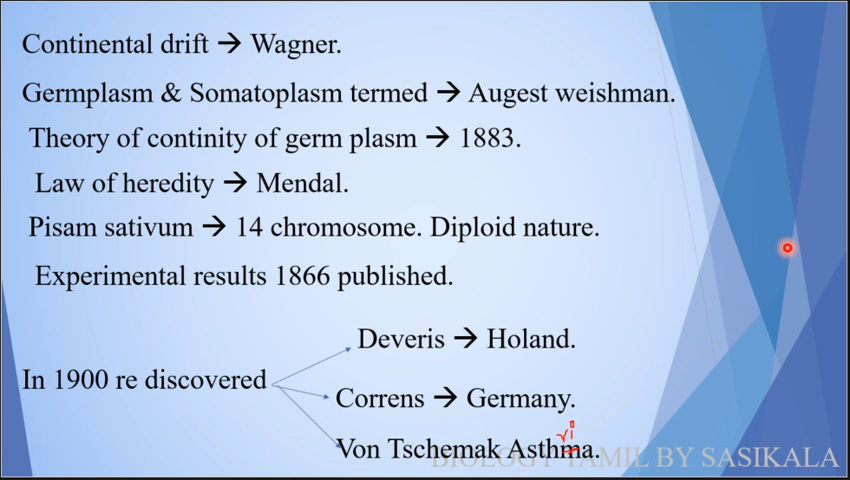 Continental drift → Wagner.
Germplasm & Somatoplasm termed → Augest weishman.
Theory of continity of germ plasm → 1883.
Law of heredity → Mendal.
Pisam sativum → 14 chromosome. Diploid nature.
Experimental results 1866 published.
Deveris → Holand.
In 1900 re discovered
Correns → Germany.
Von Tschemak Asthma.
BIOLOGY TAMIL BY SASIKALA